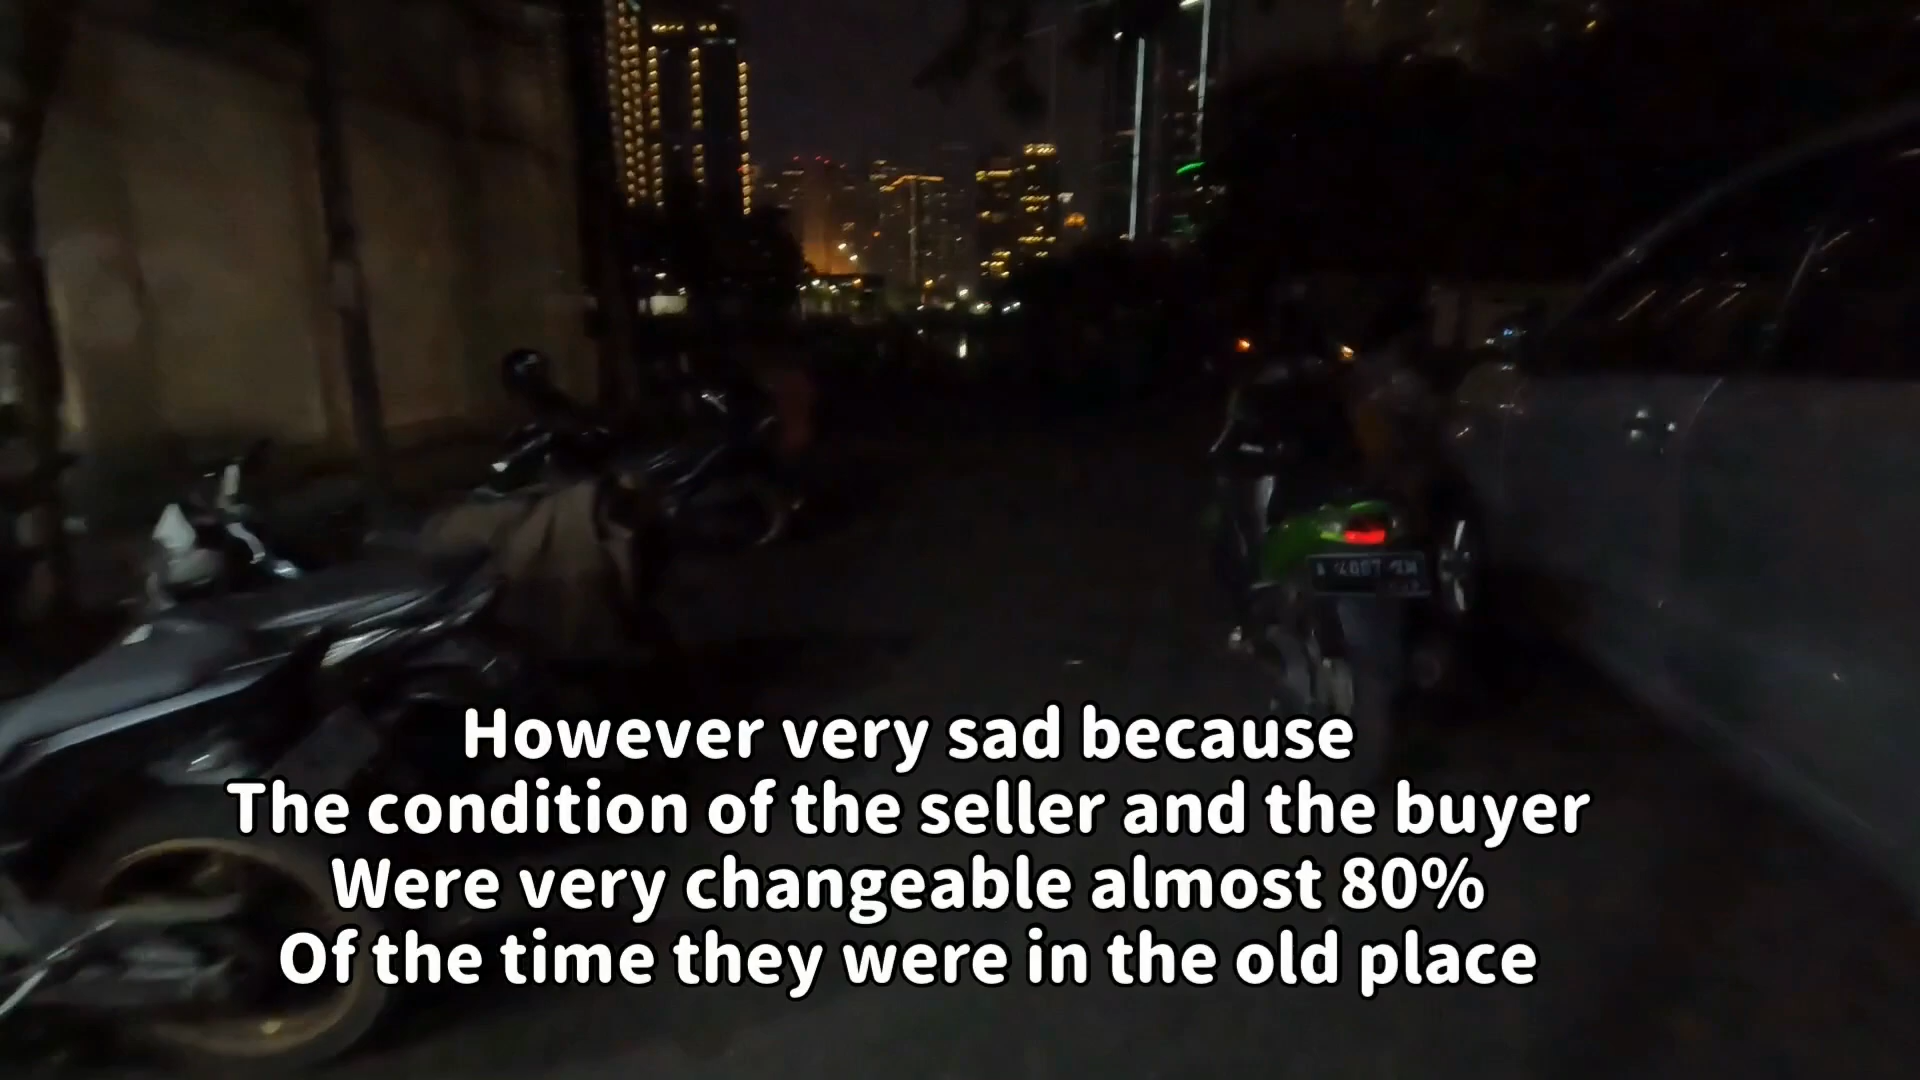 However very sad because
The condition of the seller and the buyer
Were very changeable almost 80%
Of the time they were in the old place